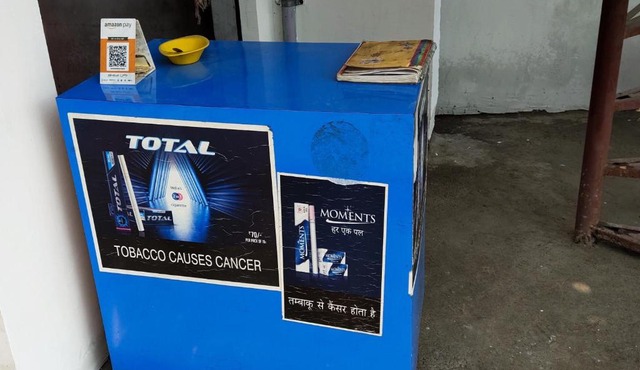 amazon pay
TOTAL
TOTAL
TOTAL
₹70/-
TOBACCO CAUSES CANCER
MOMENTS
हर एक पल
MOMENTS
तम्बाकू से कैंसर होता है